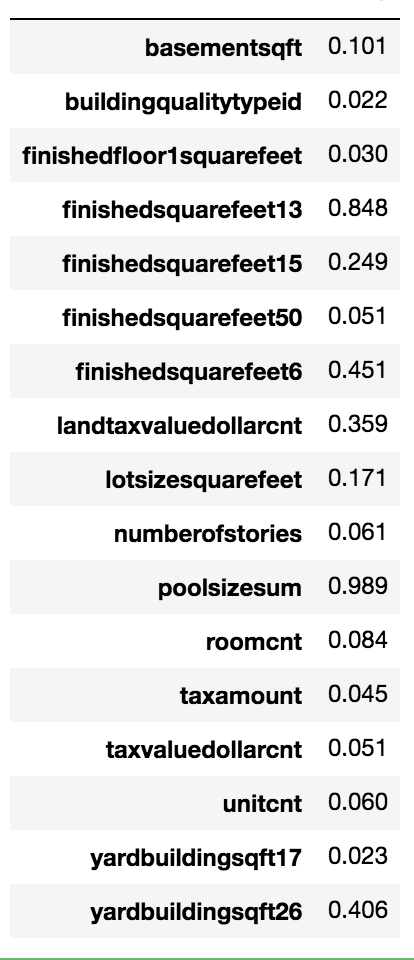 basementsqft 0.101
buildingqualitytypeid 0.022
finishedfloor1squarefeet 0.030
finishedsquarefeet13 0.848
finishedsquarefeet15 0.249
finishedsquarefeet50 0.051
finishedsquarefeet6 0.451
landtaxvaluedollarcnt 0.359
lotsizesquarefeet 0.171
numberofstories 0.061
poolsizesum 0.989
roomcnt 0.084
taxamount 0.045
taxvaluedollarcnt 0.051
unitcnt 0.060
yardbuildingsqft17 0.023
yardbuildingsqft26 0.406